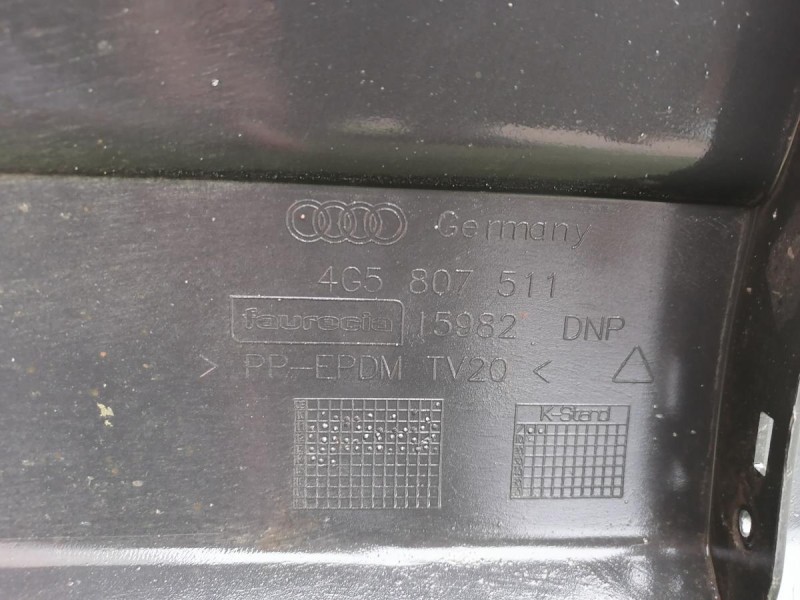 Germany
4G5 807 511
faurecia 15982 DNP
> PP-EPDM TV20 <
K-Stand